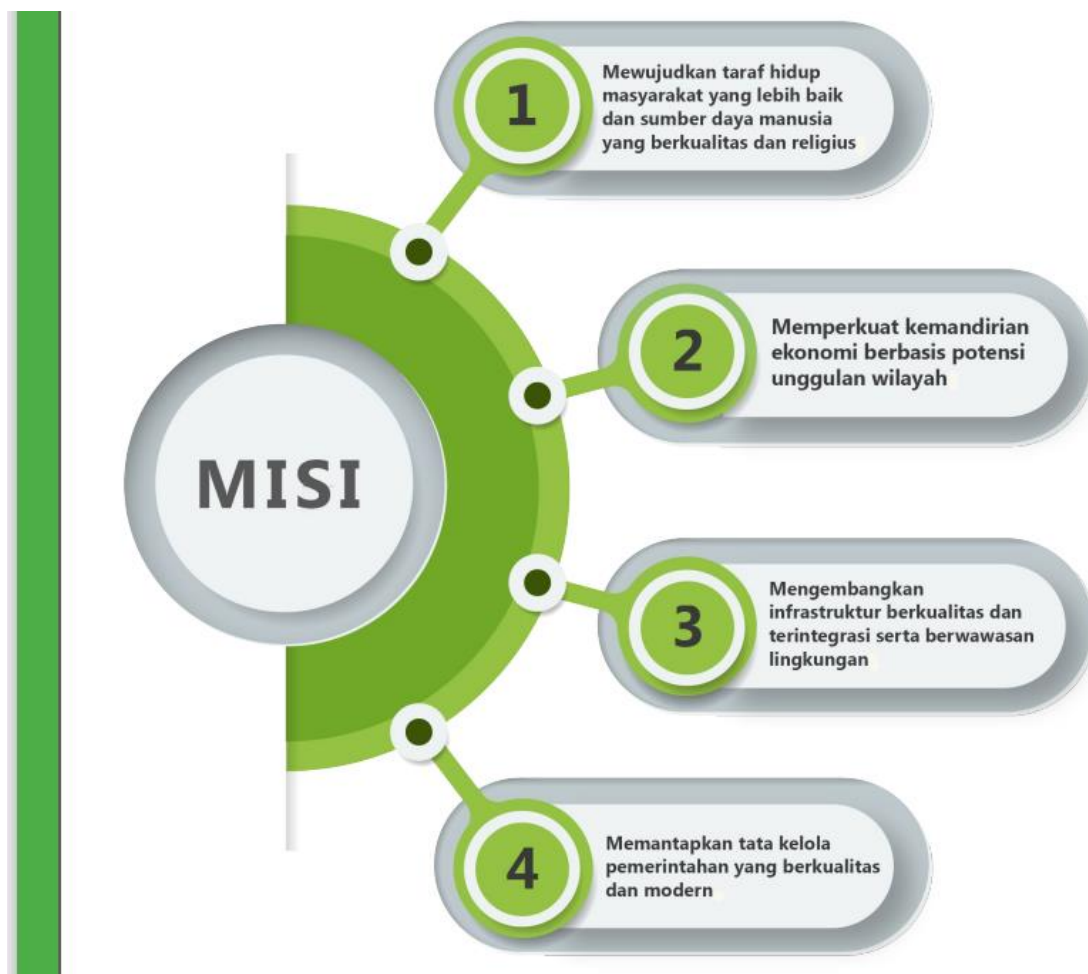 MISI
1
Mewujudkan taraf hidup
masyarakat yang lebih baik
dan sumber daya manusia
yang berkualitas dan religius
2
Memperkuat kemandirian
ekonomi berbasis potensi
unggulan wilayah
3
Mengembangkan
infrastruktur berkualitas dan
terintegrasi serta berwawasan
lingkungan
4
Memantapkan tata kelola
pemerintahan yang berkualitas
dan modern